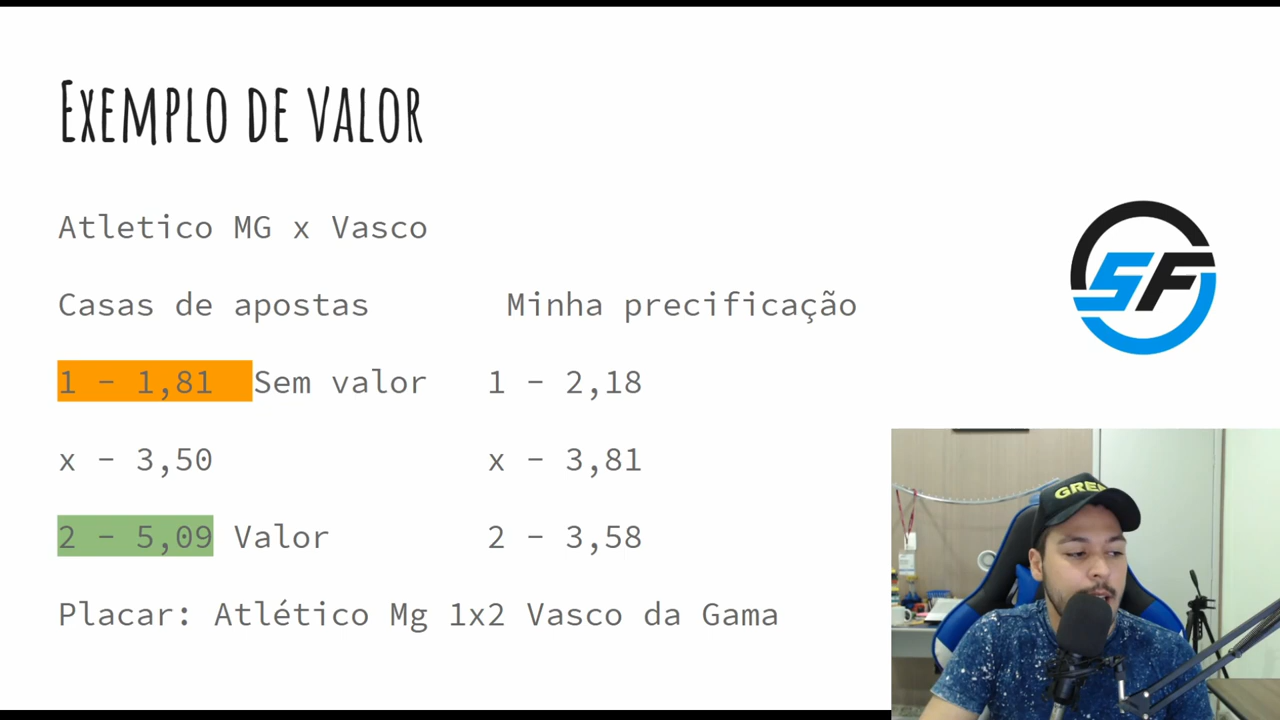 EXEMPLO DE VALOR
Atletico MG x Vasco
Casas de apostas Minha precificação
1 - 1,81 Sem valor 1 - 2,18
x - 3,50 x - 3,81
2 - 5,09 Valor 2 - 3,58
Placar: Atlético Mg 1x2 Vasco da Gama
SF